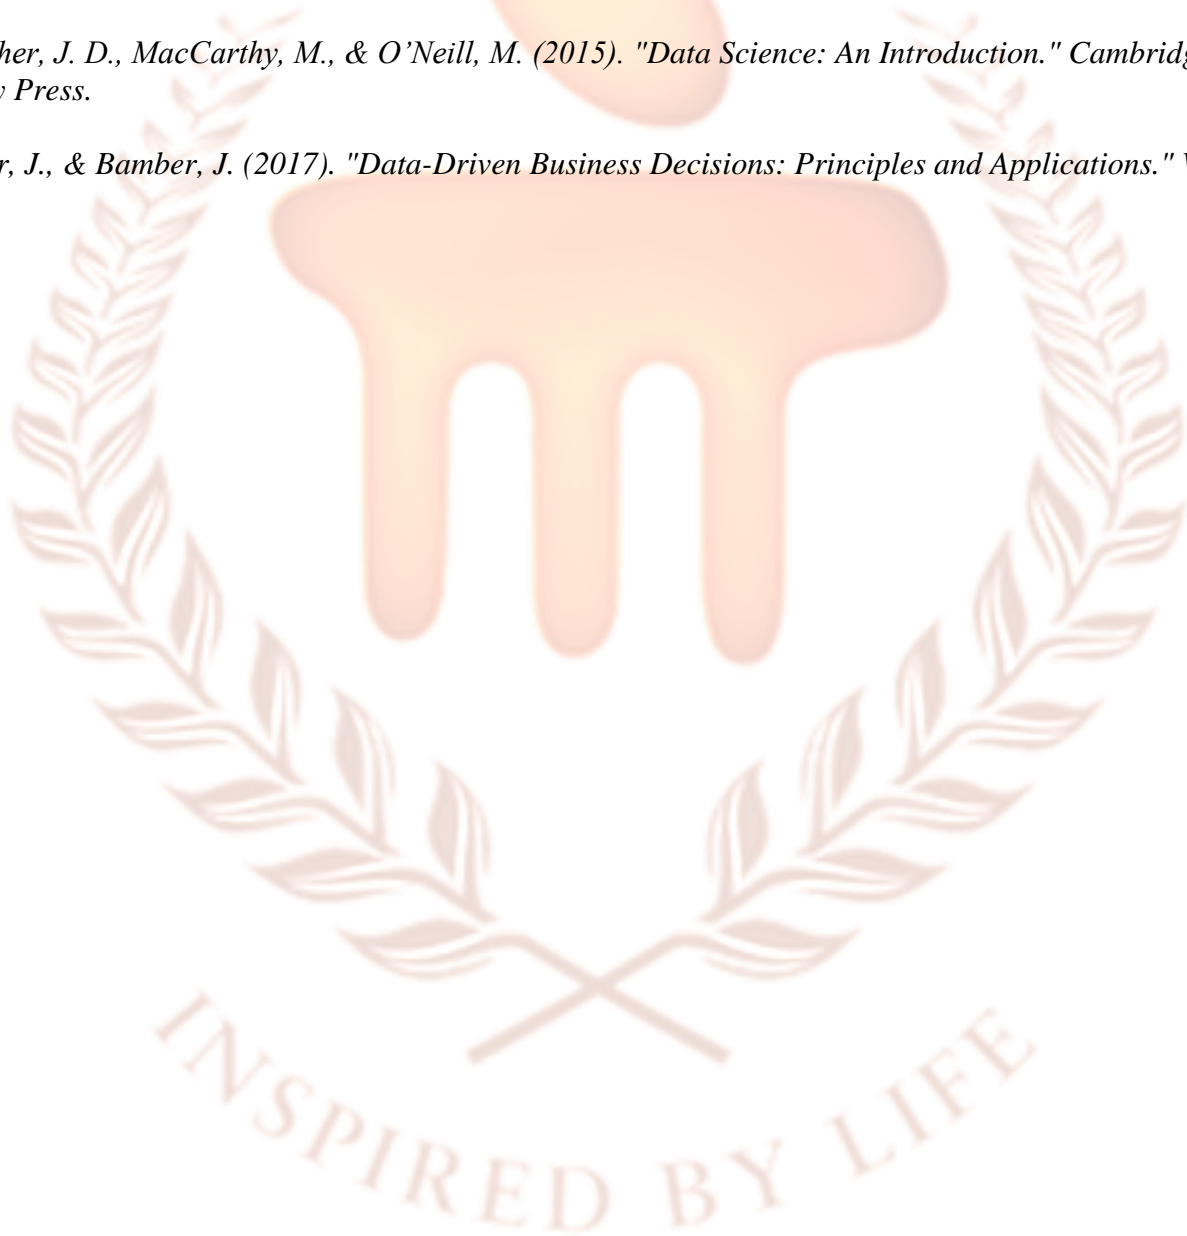 her, J. D., MacCarthy, M., & O’Neill, M. (2015). "Data Science: An Introduction." Cambridg
Press.
r, J., & Bamber, J. (2017). "Data-Driven Business Decisions: Principles and Applications."
INSPIRED BY LIFE